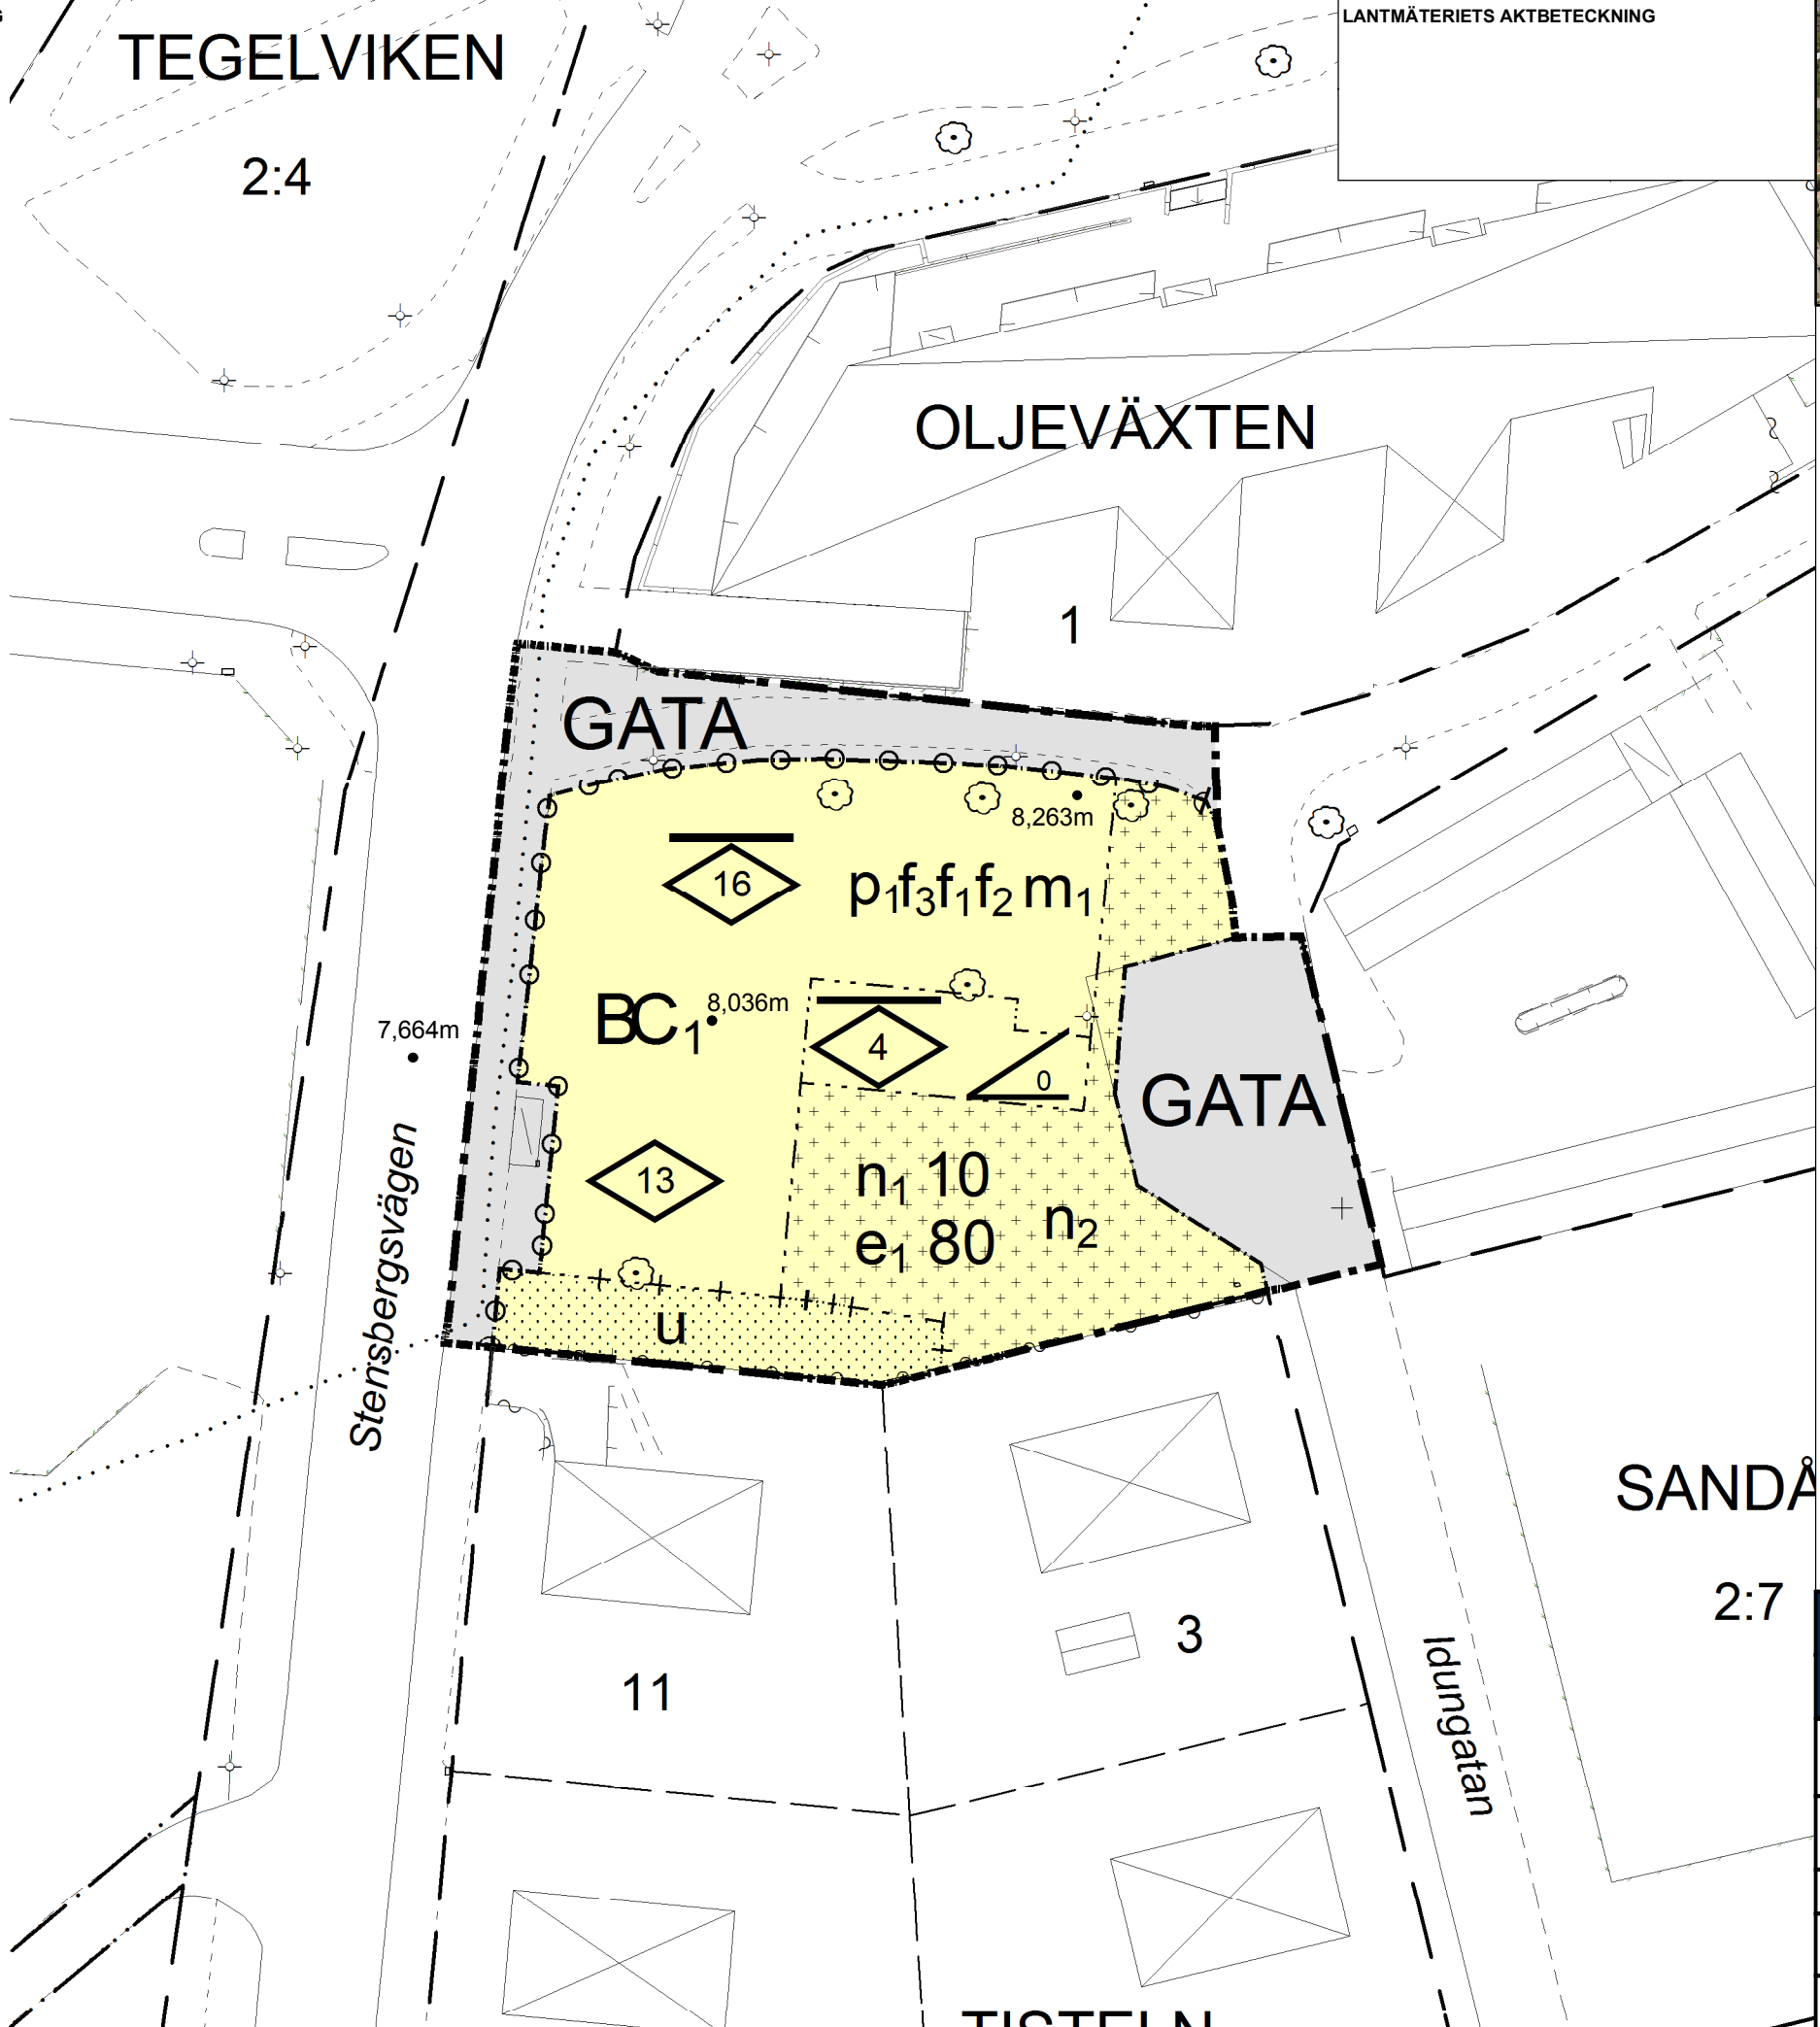 LANTMÄTERIETS AKTBETECKNING
TEGELVIKEN
2:4
OLJEVÄXTEN
1
GATA
8,263m
16
p₁f₃f₁f₂ m₁
BC₁
8,036m
7,664m
4
0
GATA
13
n₁ 10
n₂
e₁ 80
u
Stensbergsvägen
SANDÅ
2:7
3
11
Idungatan
TISTELN